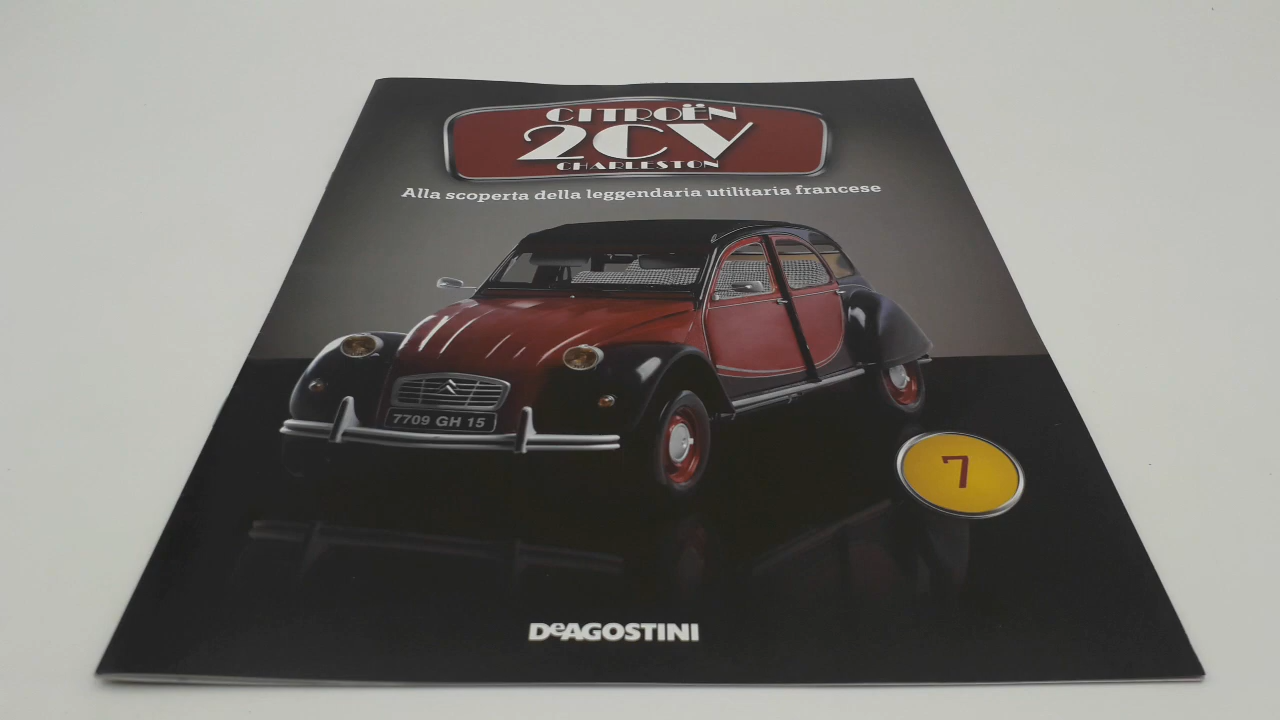 CITROËN
2CV
CHARLESTON
Alla scoperta della leggendaria utilitaria francese
7709 GH 15
7
DeAGOSTINI